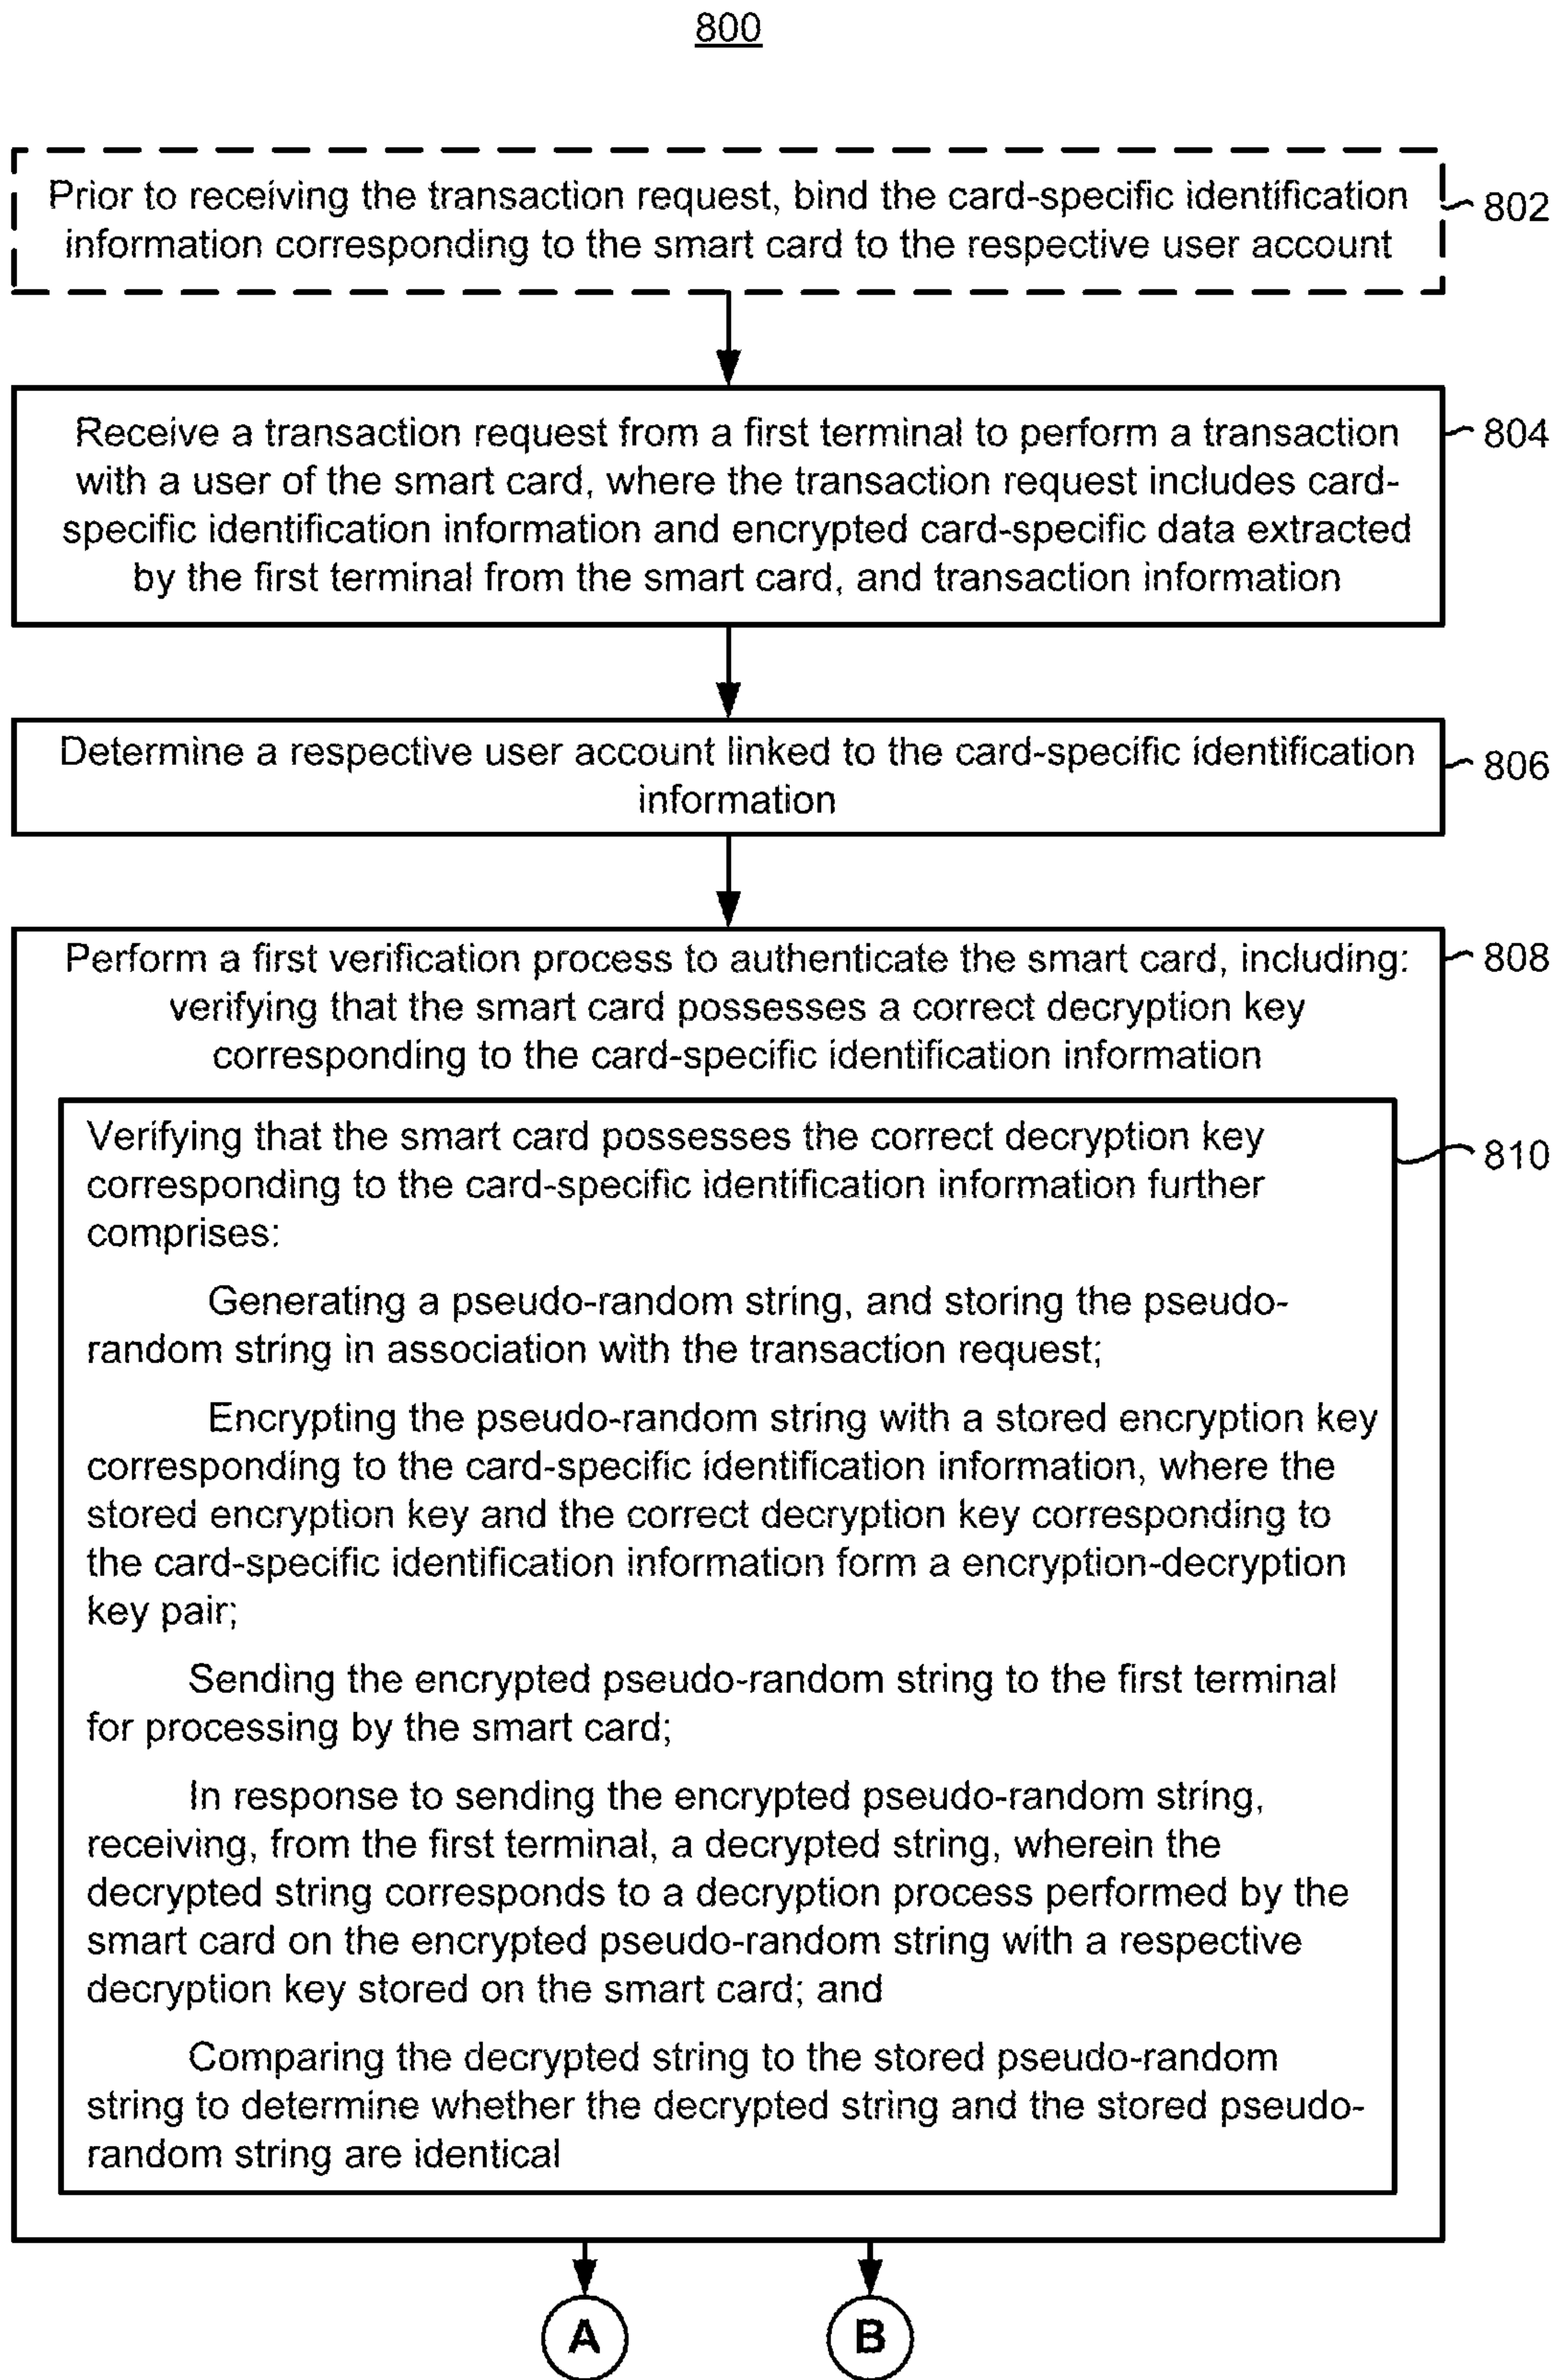 800
Prior to receiving the transaction request, bind the card-specific identification
information corresponding to the smart card to the respective user account
802
Receive a transaction request from a first terminal to perform a transaction
with a user of the smart card, where the transaction request includes card-
specific identification information and encrypted card-specific data extracted
by the first terminal from the smart card, and transaction information
804
Determine a respective user account linked to the card-specific identification
information
806
Perform a first verification process to authenticate the smart card, including:
verifying that the smart card possesses a correct decryption key
corresponding to the card-specific identification information
808
Verifying that the smart card possesses the correct decryption key
corresponding to the card-specific identification information further
comprises:
810
Generating a pseudo-random string, and storing the pseudo-
random string in association with the transaction request;
Encrypting the pseudo-random string with a stored encryption key
corresponding to the card-specific identification information, where the
stored encryption key and the correct decryption key corresponding to
the card-specific identification information form a encryption-decryption
key pair;
Sending the encrypted pseudo-random string to the first terminal
for processing by the smart card;
In response to sending the encrypted pseudo-random string,
receiving, from the first terminal, a decrypted string, wherein the
decrypted string corresponds to a decryption process performed by the
smart card on the encrypted pseudo-random string with a respective
decryption key stored on the smart card; and
Comparing the decrypted string to the stored pseudo-random
string to determine whether the decrypted string and the stored pseudo-
random string are identical
A
B